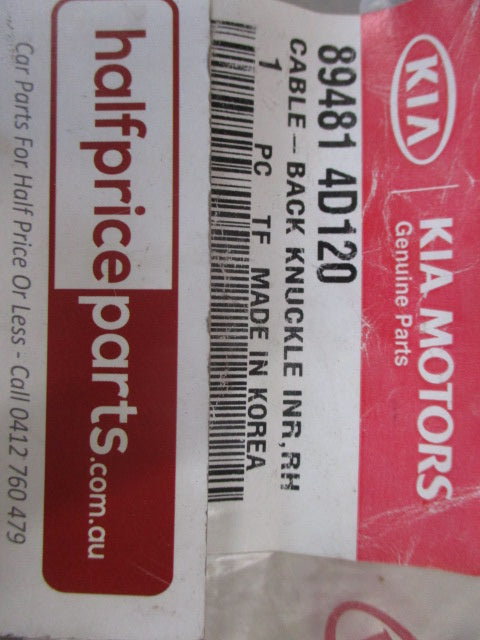 KIA
KIA MOTORS
Genuine Parts
89481 4D120
CABLE-BACK KNUCKLE INR,RH
1 PC TF MADE IN KOREA
halfpriceparts.com.au
Car Parts For Half Price Or Less - Call 0412 760 479